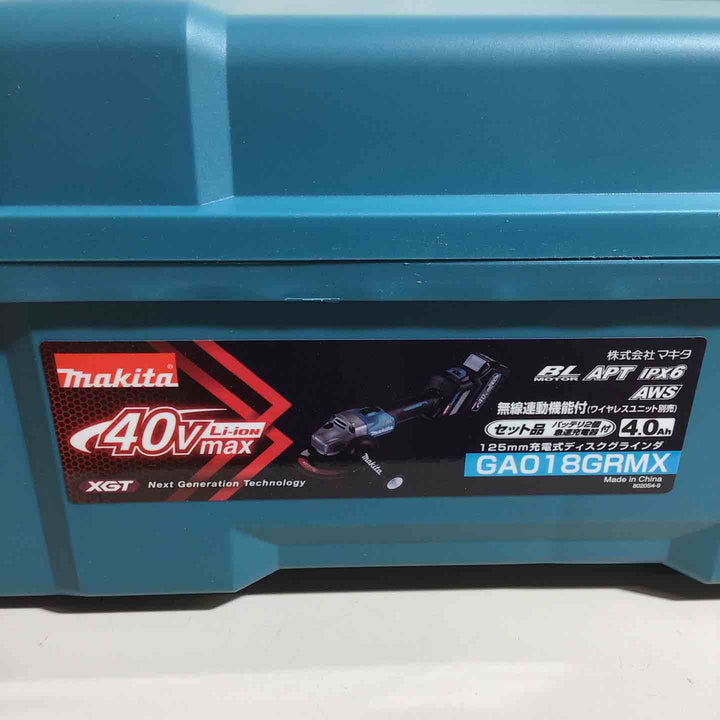 makita
40Vmax Li-ion
XGT Next Generation Technology
株式会社 マキタ
BL MOTOR APT IPX6
AWS
無線連動機能付(ワイヤレスユニット別売)
セット品 バッテリ2個 急速充電器 付 4.0Ah
125mm充電式ディスクグラインダ
GA018GRMX
Made in China
8020S4-9
makita